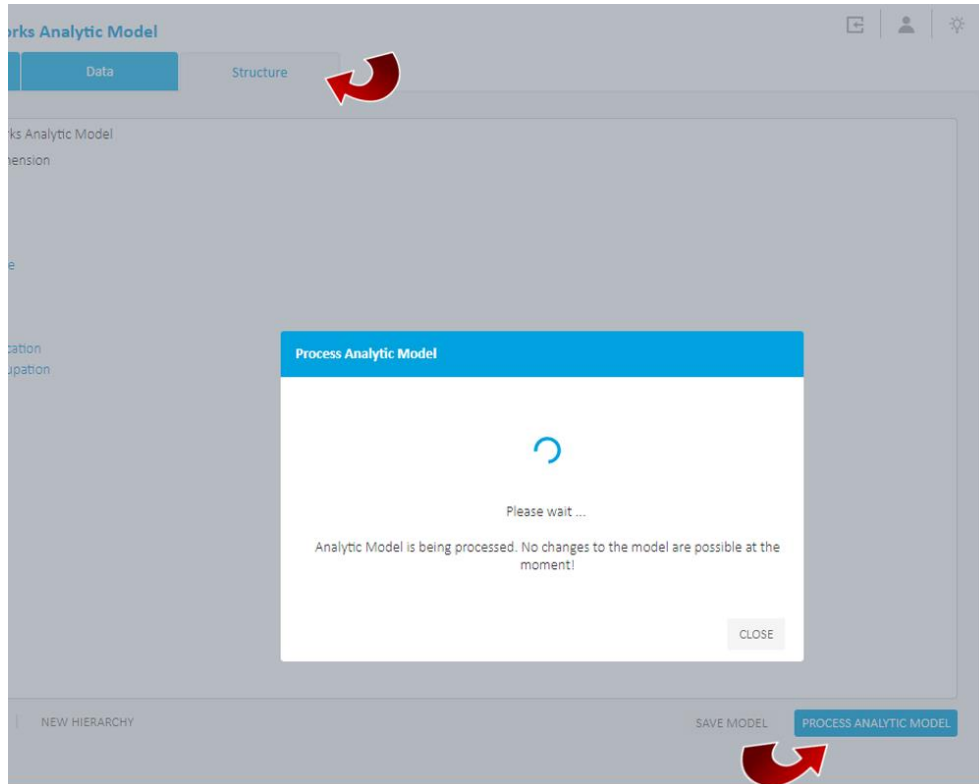 rks Analytic Model
Data
Structure
ks Analytic Model
nension
e
cation
upation
Process Analytic Model
Please wait ...
Analytic Model is being processed. No changes to the model are possible at the
moment!
CLOSE
NEW HIERARCHY
SAVE MODEL
PROCESS ANALYTIC MODEL